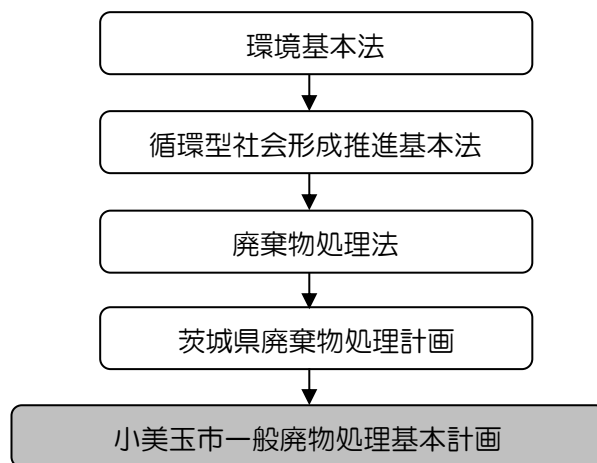 環境基本法
循環型社会形成推進基本法
廃棄物処理法
茨城県廃棄物処理計画
小美玉市一般廃物処理基本計画